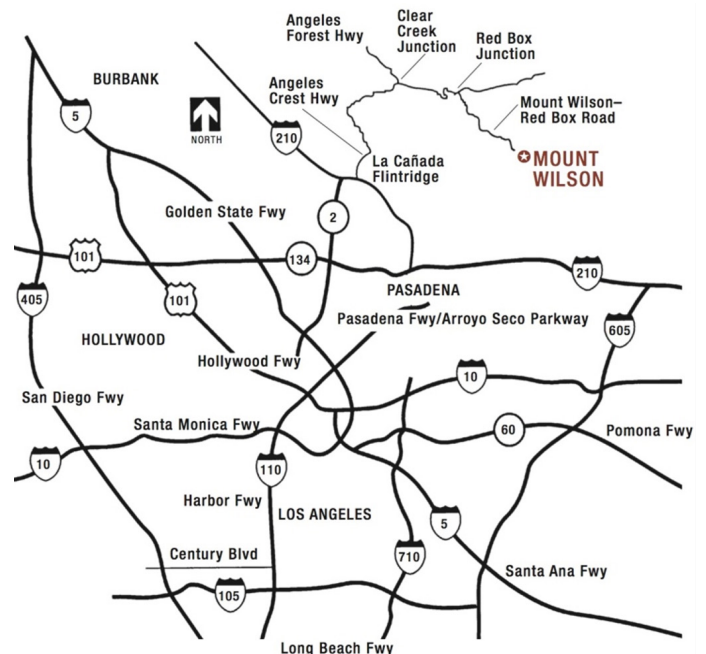 Clear
Creek
Junction
Angeles
Forest Hwy
Red Box
Junction
BURBANK
Angeles
Crest Hwy
Mount Wilson–
Red Box Road
5
NORTH
210
La Cañada
Flintridge
MOUNT
WILSON
Golden State Fwy
2
101
134
210
405
101
PASADENA
Pasadena Fwy/Arroyo Seco Parkway
605
HOLLYWOOD
Hollywood Fwy
10
San Diego Fwy
Santa Monica Fwy
60
Pomona Fwy
10
110
Harbor Fwy
LOS ANGELES
5
Century Blvd
710
Santa Ana Fwy
105
Long Beach Fwy